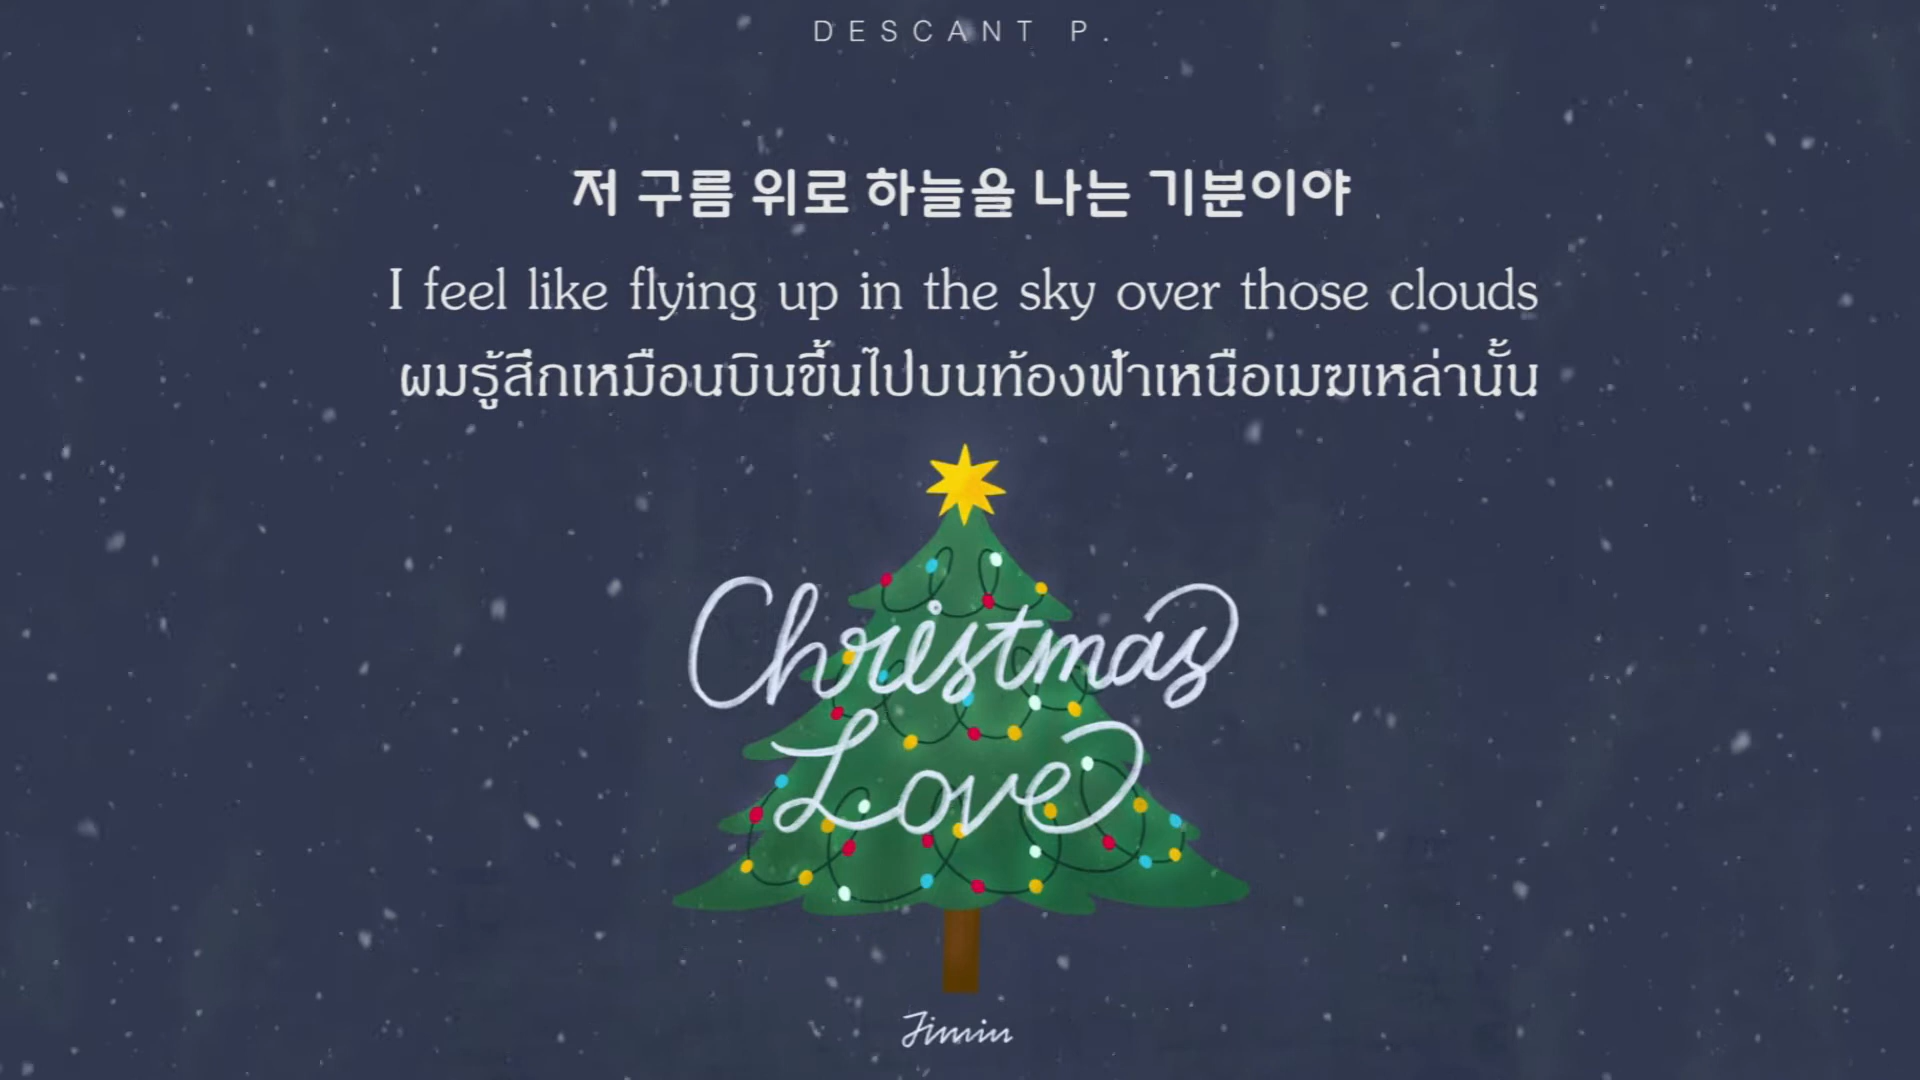 DESCANT P.
저 구름 위로 하늘을 나는 기분이야
I feel like flying up in the sky over those clouds
ผมรู้สึกเหมือนบินขึ้นไปบนท้องฟ้าเหนือเมฆเหล่านั้น
Christmas
Love
Jimin